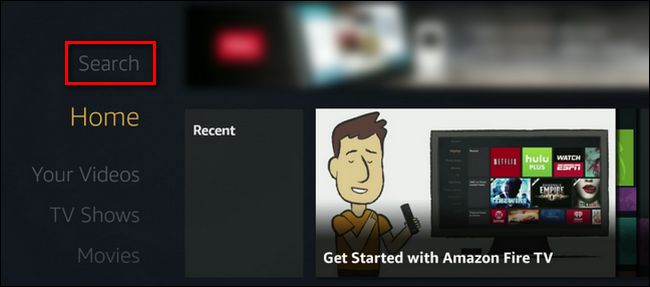 Search
Home
Your Videos
TV Shows
Movies
Recent
NETFLIX
hulu
PLUS
WATCH
ESPN
Get Started with Amazon Fire TV